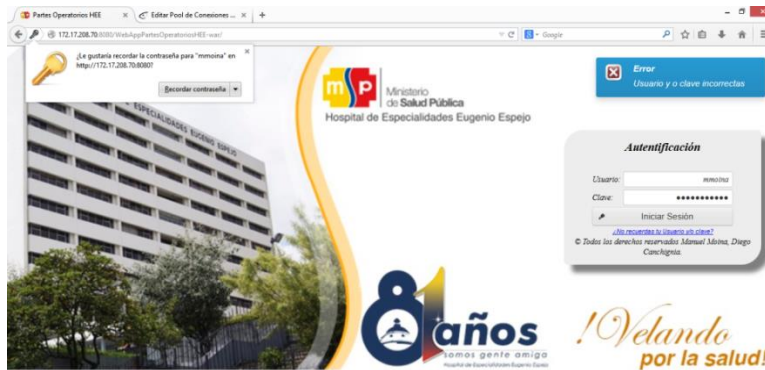 Partes Operatorios HEE
Editar Pool de Conexiones ...
172.17.208.70:8080/WebAppPartesOperatoriosHEE-war/
Google
¿Le gustaría recordar la contraseña para "mmoina" en
http://172.17.208.70:8080?
Recordar contraseña
ESPECIALIDADES EUGENIO ESPEJO
msp
Ministerio
de Salud Pública
Hospital de Especialidades Eugenio Espejo
Error
Usuario y o clave incorrectas
Autentificación
Usuario: mmoina
Clave: •••••••••••
Iniciar Sesión
¿No recuerdas tu Usuario y/o clave?
© Todos los derechos reservados Manuel Moina, Diego
Canchignia.
81 años
somos gente amiga
Hospital de Especialidades Eugenio Espejo
!Velando
por la salud!